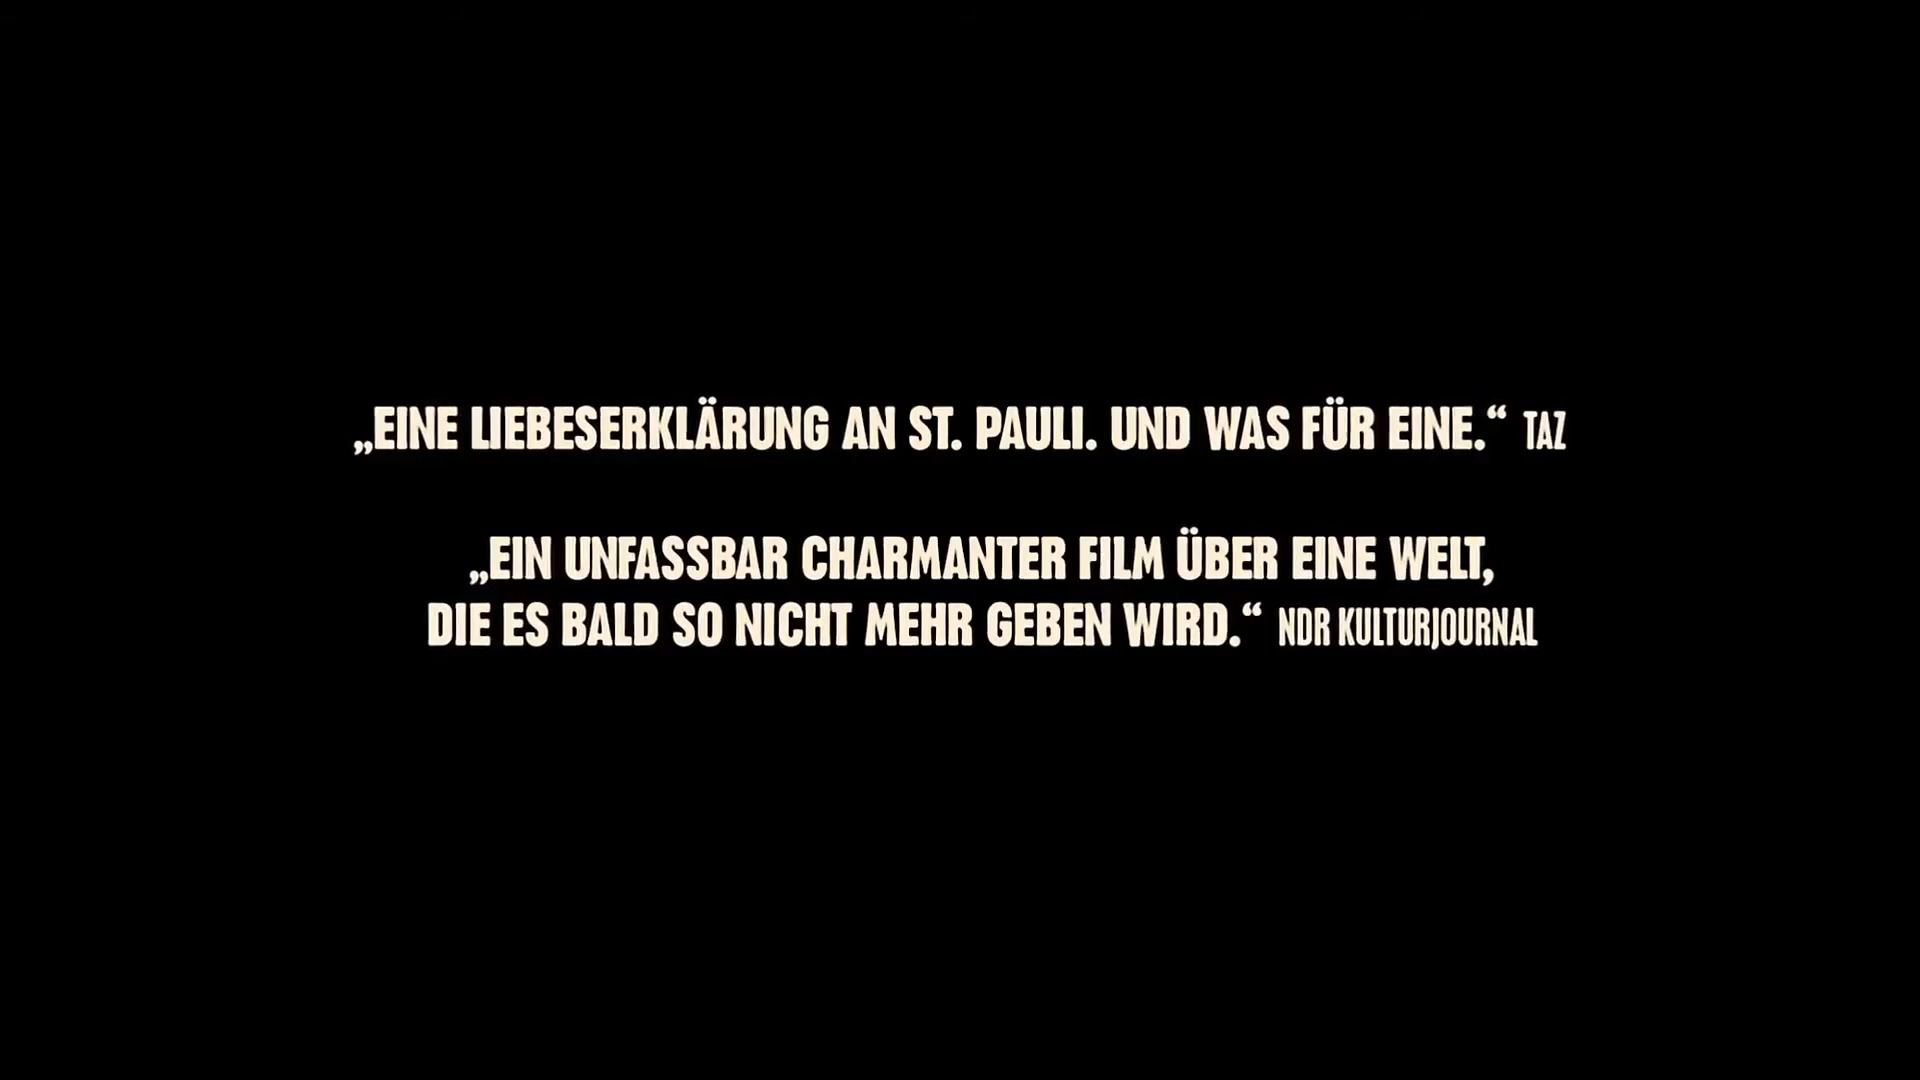 „EINE LIEBESERKLÄRUNG AN ST. PAULI. UND WAS FÜR EINE.“ TAZ
„EIN UNFASSBAR CHARMANTER FILM ÜBER EINE WELT,
DIE ES BALD SO NICHT MEHR GEBEN WIRD.“ NDR KULTURJOURNAL